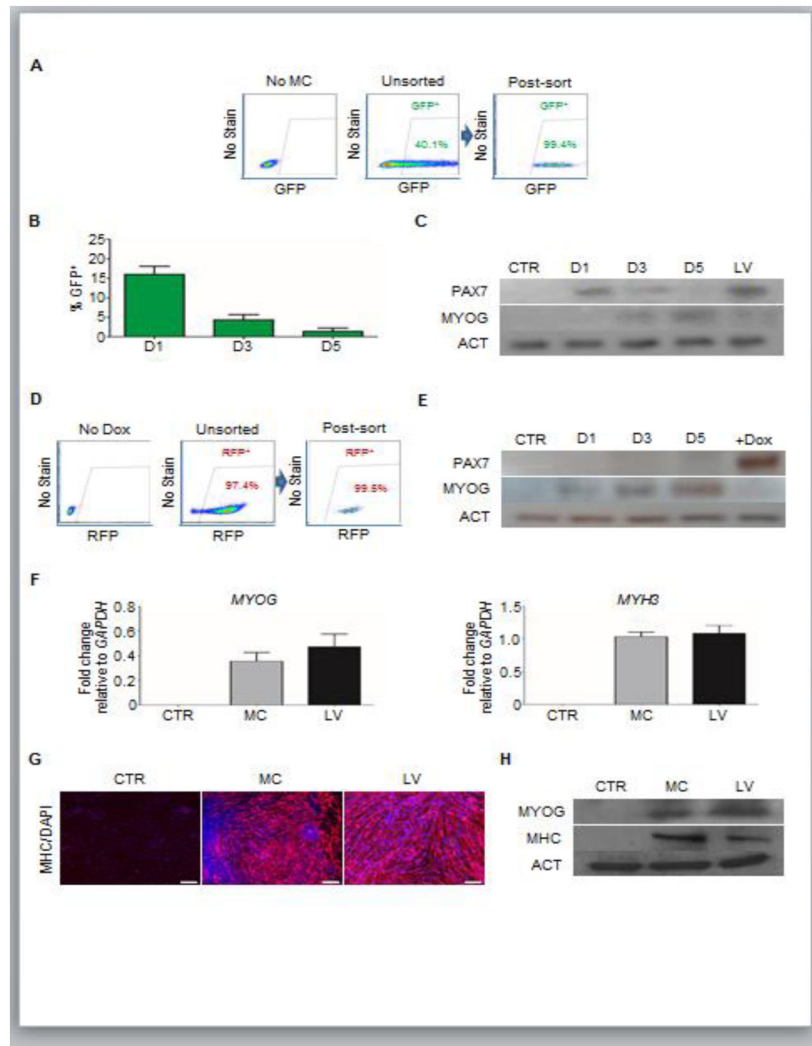 A
No MC
Unsorted
Post-sort
No Stain
GFP
No Stain
GFP⁺
40.1%
GFP
No Stain
GFP⁺
99.4%
GFP
B
% GFP⁺
25
20
15
10
5
0
D1
D3
D5
C
CTR
D1
D3
D5
LV
PAX7
MYOG
ACT
D
No Dox
Unsorted
Post-sort
No Stain
RFP
No Stain
RFP⁺
97.4%
RFP
No Stain
RFP⁺
99.5%
RFP
E
CTR
D1
D3
D5
+Dox
PAX7
MYOG
ACT
F
MYOG
Fold change
relative to GAPDH
0.8
0.6
0.4
0.2
0
CTR
MC
LV
MYH3
Fold change
relative to GAPDH
1.5
1.0
0.5
0
CTR
MC
LV
G
CTR
MC
LV
MHC/DAPI
H
CTR
MC
LV
MYOG
MHC
ACT